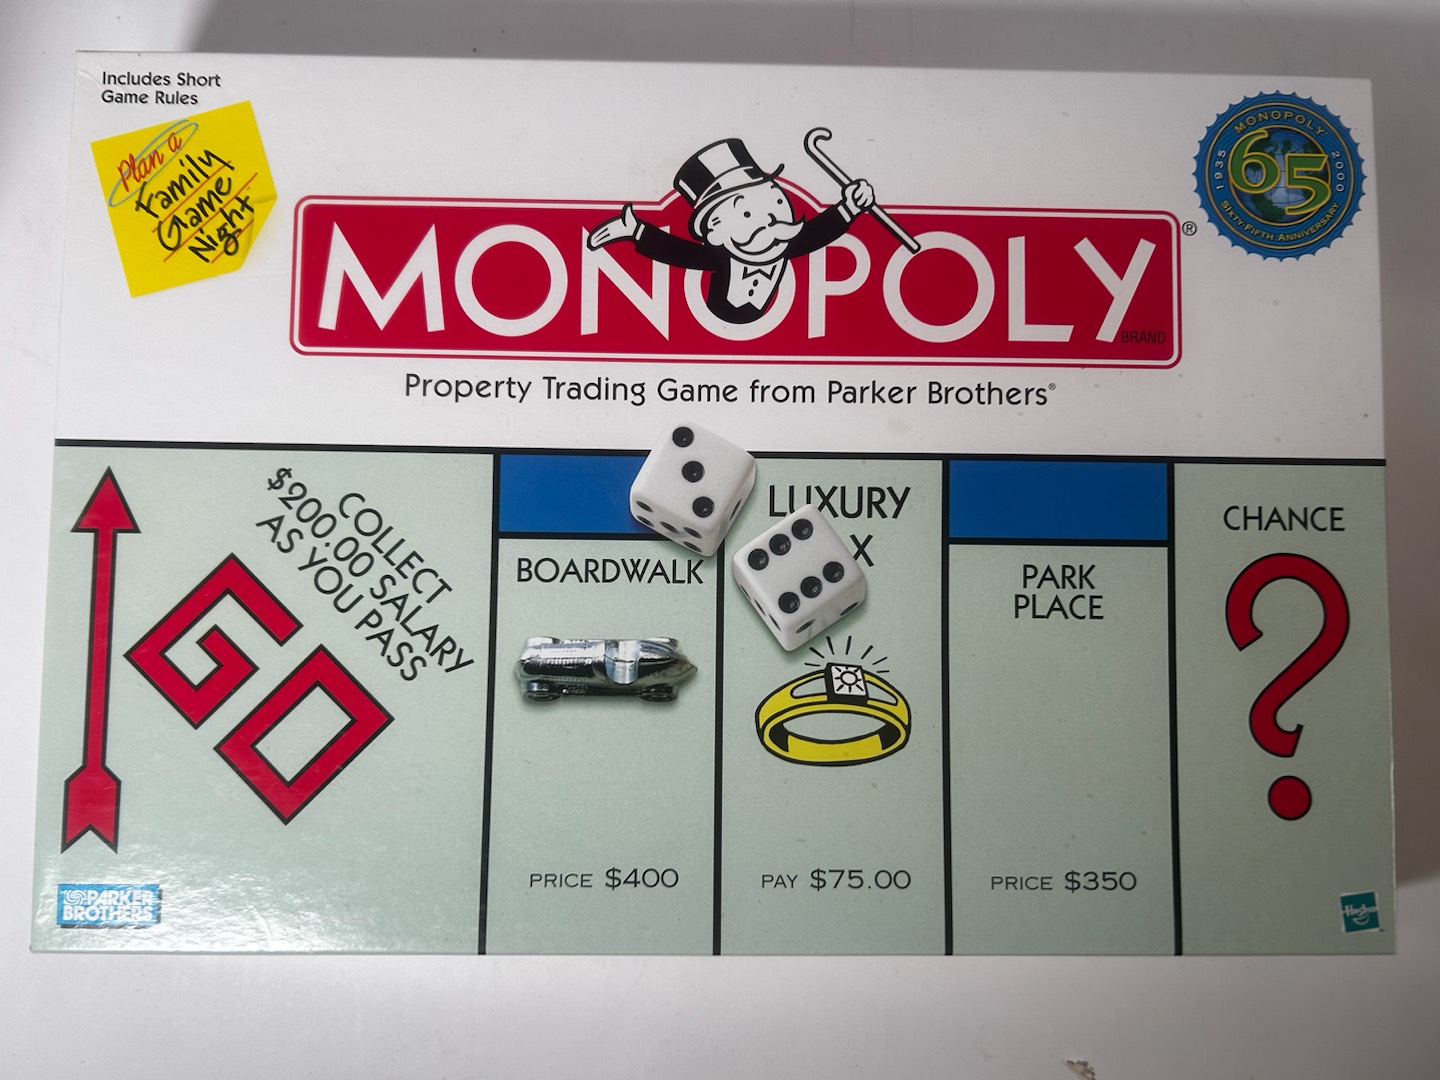 Includes Short
Game Rules
Plan a
Family
Game
Night
MONOPOLY 65
1935
2000
SIXTY-FIFTH ANNIVERSARY
MONOPOLY®
BRAND
Property Trading Game from Parker Brothers®
COLLECT
$200.00 SALARY
AS YOU PASS
GO
BOARDWALK
PRICE $400
LUXURY
X
PAY $75.00
PARK
PLACE
PRICE $350
CHANCE
?
PARKER
BROTHERS
Hasbro